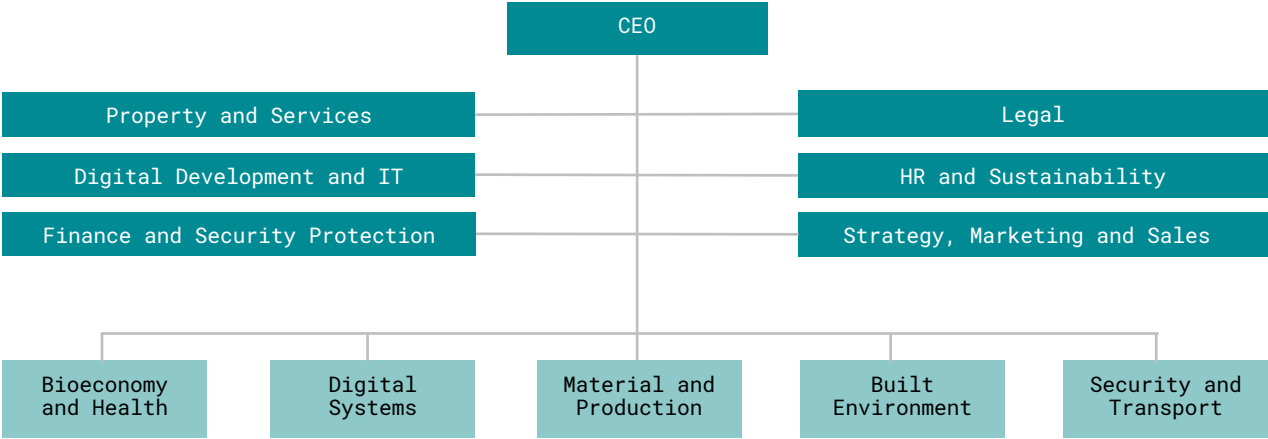 CEO
Property and Services
Legal
Digital Development and IT
HR and Sustainability
Finance and Security Protection
Strategy, Marketing and Sales
Bioeconomy
and Health
Digital
Systems
Material and
Production
Built
Environment
Security and
Transport